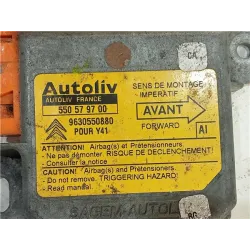 CA
Autoliv
AUTOLIV FRANCE
550 57 97 00
9630550880
POUR Y41
SENS DE MONTAGE
IMPERATIF
AVANT
FORWARD
AI
ATTENTION! Airbag(s) et Prétensionneurs
- Ne pas démonter. RISQUE DE DECLENCHEMENT!
- Consulter la notice
CAUTION! Airbag(s) and Pretensioners.
- Do not remove. TRIGGERING HAZARD!
- Read manual.